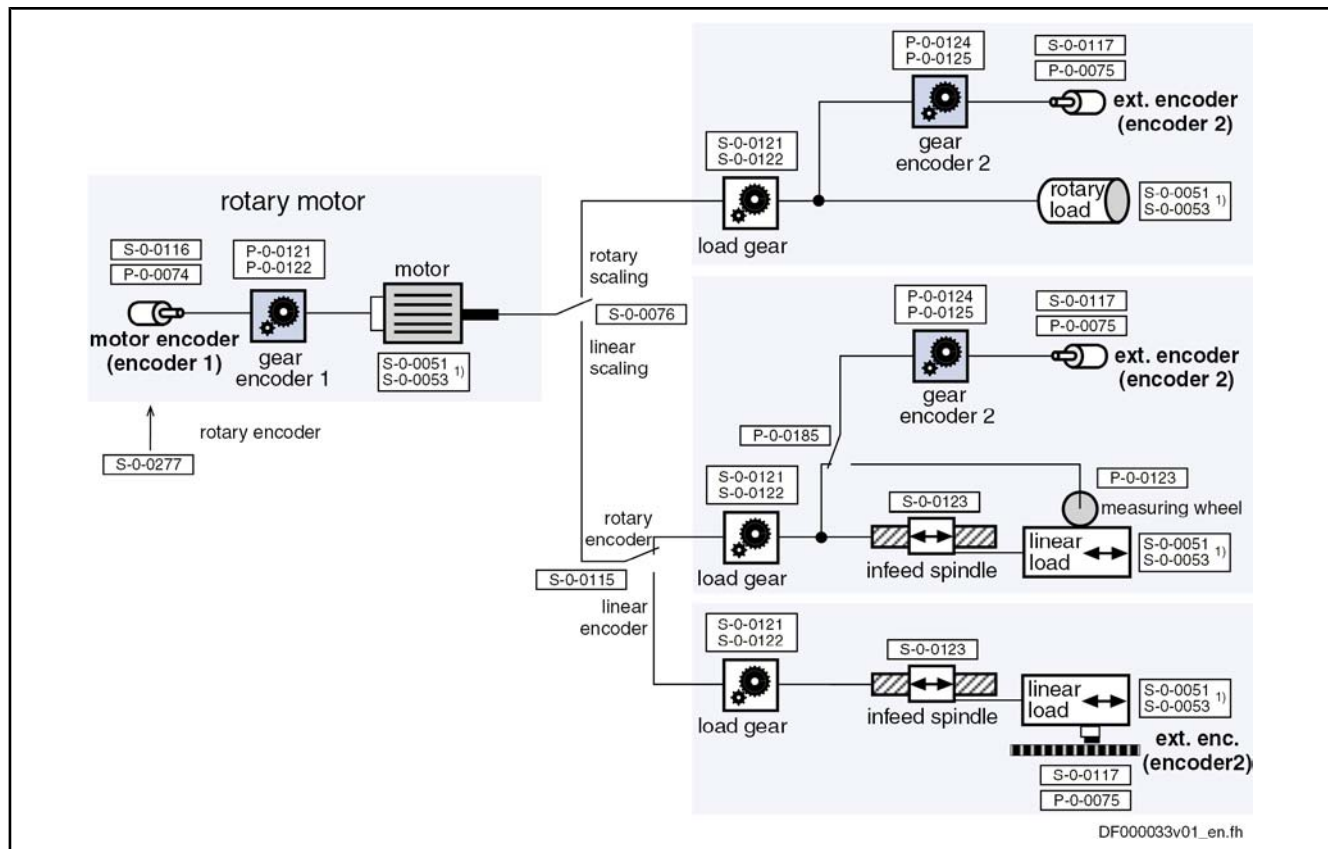 rotary motor
S-0-0116
P-0-0074
motor encoder
(encoder 1)
P-0-0121
P-0-0122
gear
encoder 1
motor
S-0-0051
S-0-0053 1)
rotary encoder
S-0-0277
rotary
scaling
S-0-0076
linear
scaling
S-0-0121
S-0-0122
load gear
P-0-0124
P-0-0125
gear
encoder 2
S-0-0117
P-0-0075
ext. encoder
(encoder 2)
rotary
load
S-0-0051
S-0-0053 1)
P-0-0124
P-0-0125
gear
encoder 2
S-0-0117
P-0-0075
ext. encoder
(encoder 2)
P-0-0185
S-0-0121
S-0-0122
load gear
S-0-0123
infeed spindle
P-0-0123
measuring wheel
linear
load
S-0-0051
S-0-0053 1)
rotary
encoder
S-0-0115
linear
encoder
S-0-0121
S-0-0122
load gear
S-0-0123
infeed spindle
linear
load
S-0-0051
S-0-0053 1)
ext. enc.
(encoder2)
S-0-0117
P-0-0075
DF000033v01_en.fh